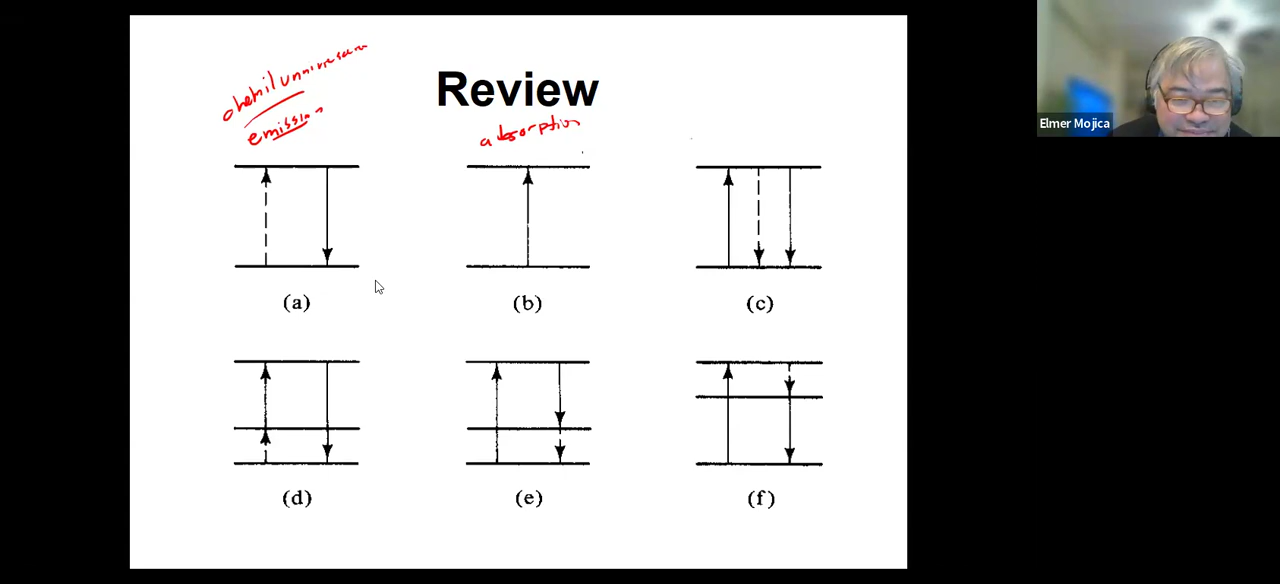 Review
emission
absorption
Elmer Mojica
(a)
(b)
(c)
(d)
(e)
(f)